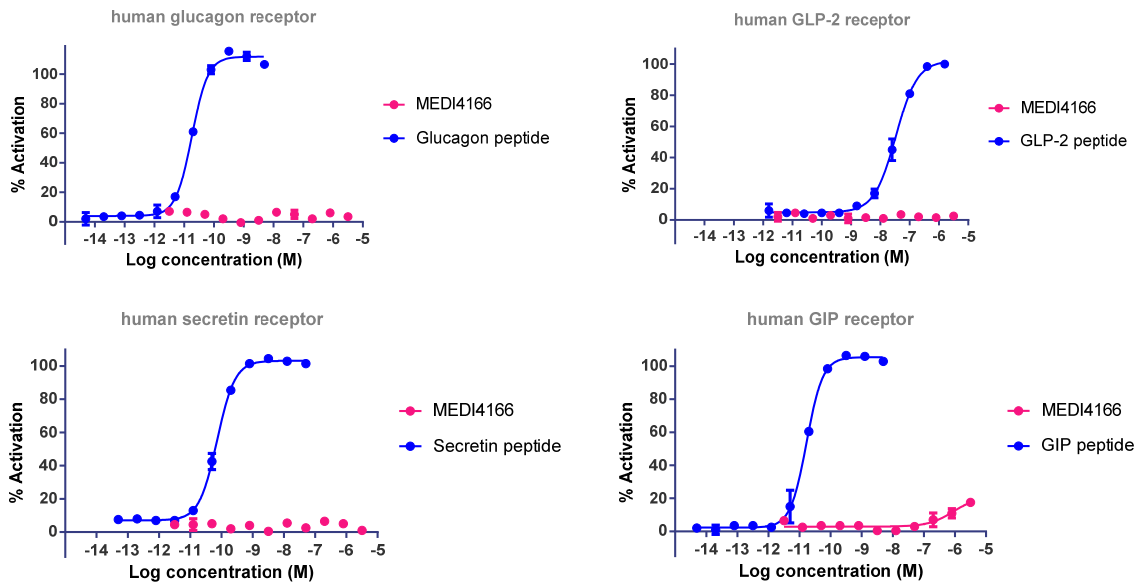 human glucagon receptor
% Activation
100
80
60
40
20
0
-14 -13 -12 -11 -10 -9 -8 -7 -6 -5
Log concentration (M)
MEDI4166
Glucagon peptide
human GLP-2 receptor
% Activation
100
80
60
40
20
0
-14 -13 -12 -11 -10 -9 -8 -7 -6 -5
Log concentration (M)
MEDI4166
GLP-2 peptide
human secretin receptor
% Activation
100
80
60
40
20
0
-14 -13 -12 -11 -10 -9 -8 -7 -6 -5
Log concentration (M)
MEDI4166
Secretin peptide
human GIP receptor
% Activation
100
80
60
40
20
0
-14 -13 -12 -11 -10 -9 -8 -7 -6 -5
Log concentration (M)
MEDI4166
GIP peptide